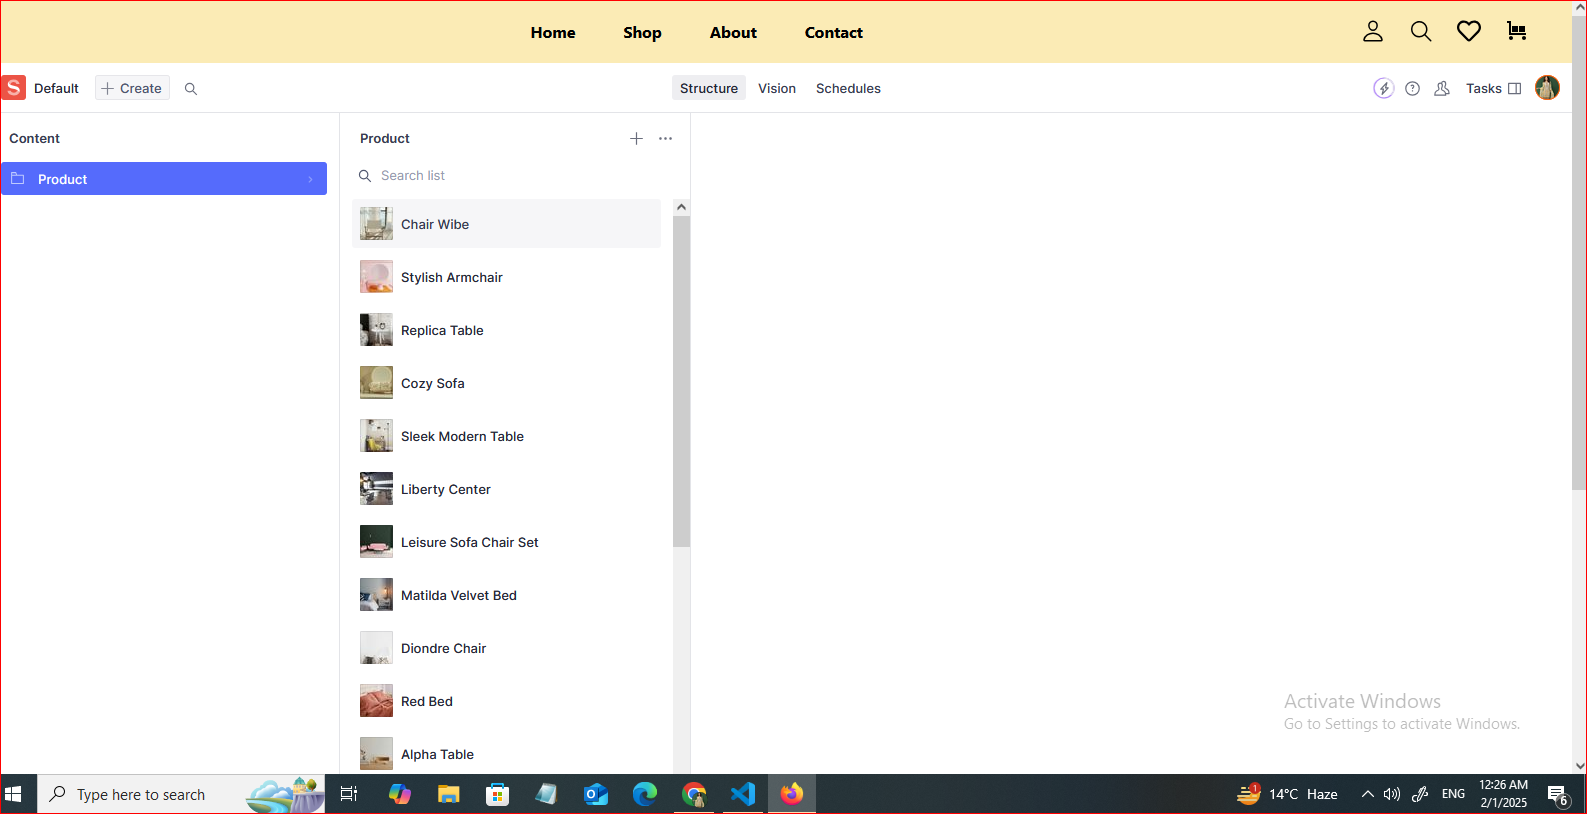 Home Shop About Contact
S Default + Create Structure Vision Schedules Tasks
Content
Product
Product
Search list
Chair Wibe
Stylish Armchair
Replica Table
Cozy Sofa
Sleek Modern Table
Liberty Center
Leisure Sofa Chair Set
Matilda Velvet Bed
Diondre Chair
Red Bed
Alpha Table
Activate Windows
Go to Settings to activate Windows.
Type here to search
1
14°C Haze
ENG
12:26 AM
2/1/2025
6